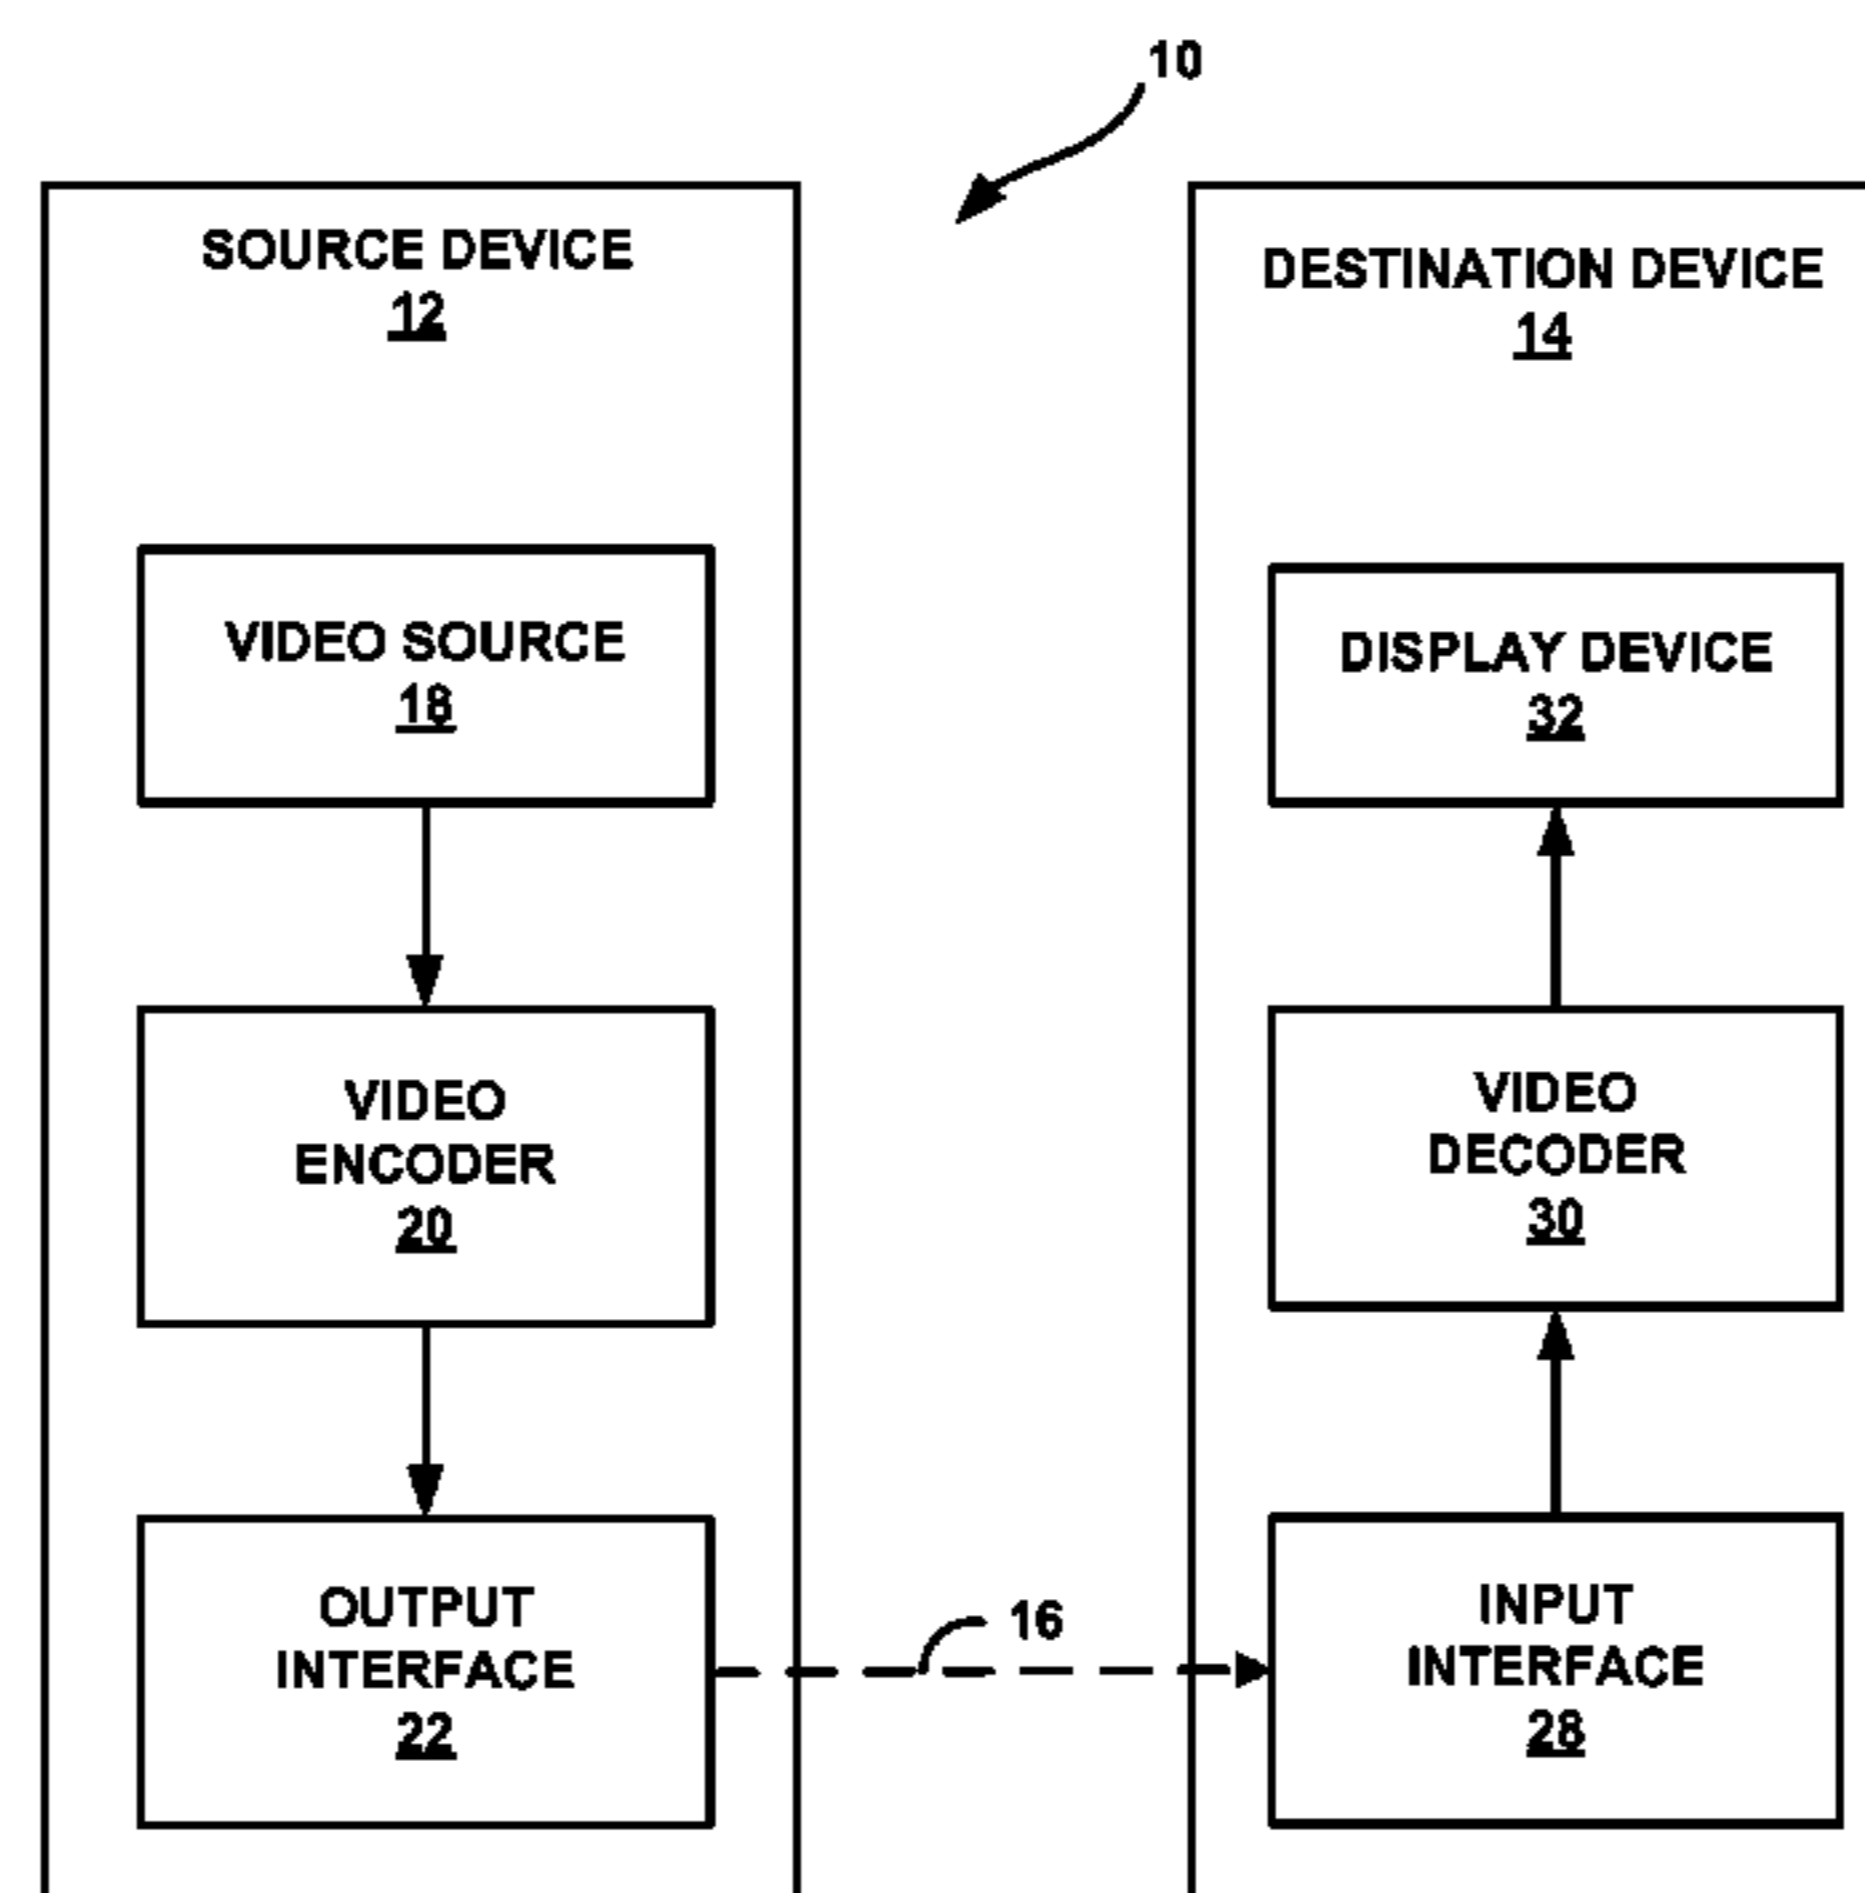 10
SOURCE DEVICE
12
VIDEO SOURCE
18
VIDEO
ENCODER
20
OUTPUT
INTERFACE
22
16
DESTINATION DEVICE
14
DISPLAY DEVICE
32
VIDEO
DECODER
30
INPUT
INTERFACE
28